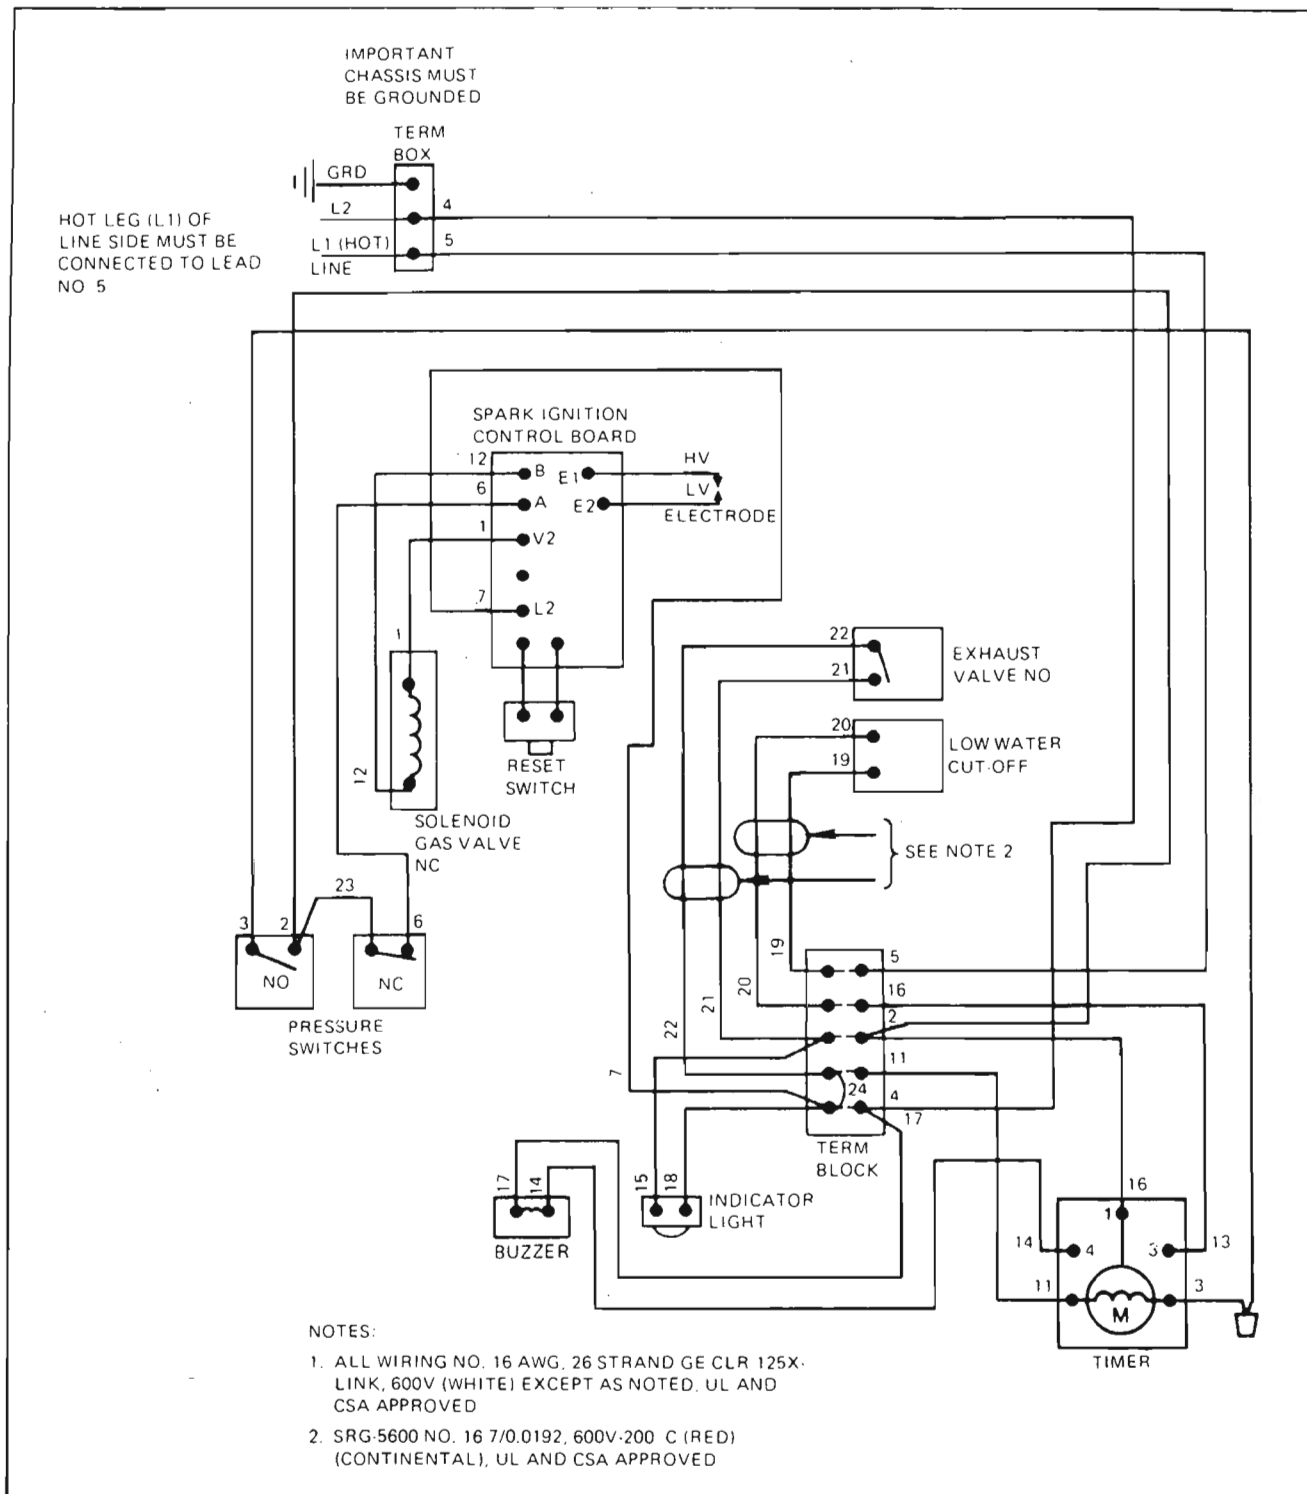 IMPORTANT
CHASSIS MUST
BE GROUNDED
TERM
BOX
GRD
L2
4
L1 (HOT)
5
LINE
HOT LEG (L1) OF
LINE SIDE MUST BE
CONNECTED TO LEAD
NO 5
SPARK IGNITION
CONTROL BOARD
12
B
E1
HV
6
A
E2
LV
ELECTRODE
1
V2
7
L2
1
12
SOLENOID
GAS VALVE
NC
RESET
SWITCH
22
21
EXHAUST
VALVE NO
20
19
LOW WATER
CUT-OFF
SEE NOTE 2
23
3
2
6
NO
NC
PRESSURE
SWITCHES
19
20
21
22
7
5
16
2
11
24
4
17
TERM
BLOCK
17
14
BUZZER
15
18
INDICATOR
LIGHT
16
1
14
4
3
13
11
M
3
TIMER
NOTES:
1. ALL WIRING NO. 16 AWG, 26 STRAND GE CLR 125X-
LINK, 600V (WHITE) EXCEPT AS NOTED. UL AND
CSA APPROVED
2. SRG-5600 NO. 16 7/0.0192, 600V-200 C (RED)
(CONTINENTAL), UL AND CSA APPROVED